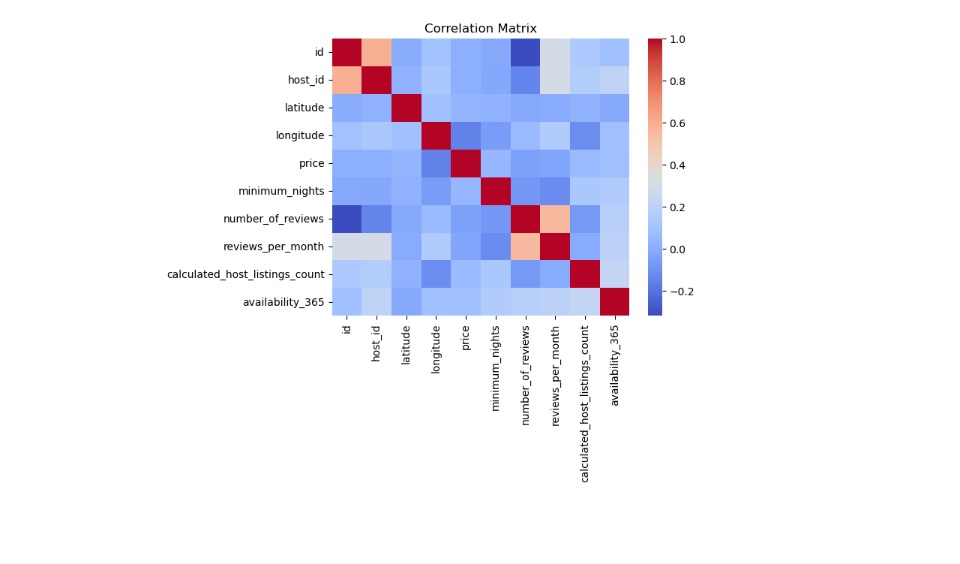 Correlation Matrix
id
host_id
latitude
longitude
price
minimum_nights
number_of_reviews
reviews_per_month
calculated_host_listings_count
availability_365
id
host_id
latitude
longitude
price
minimum_nights
number_of_reviews
reviews_per_month
calculated_host_listings_count
availability_365
1.0
0.8
0.6
0.4
0.2
0.0
−0.2